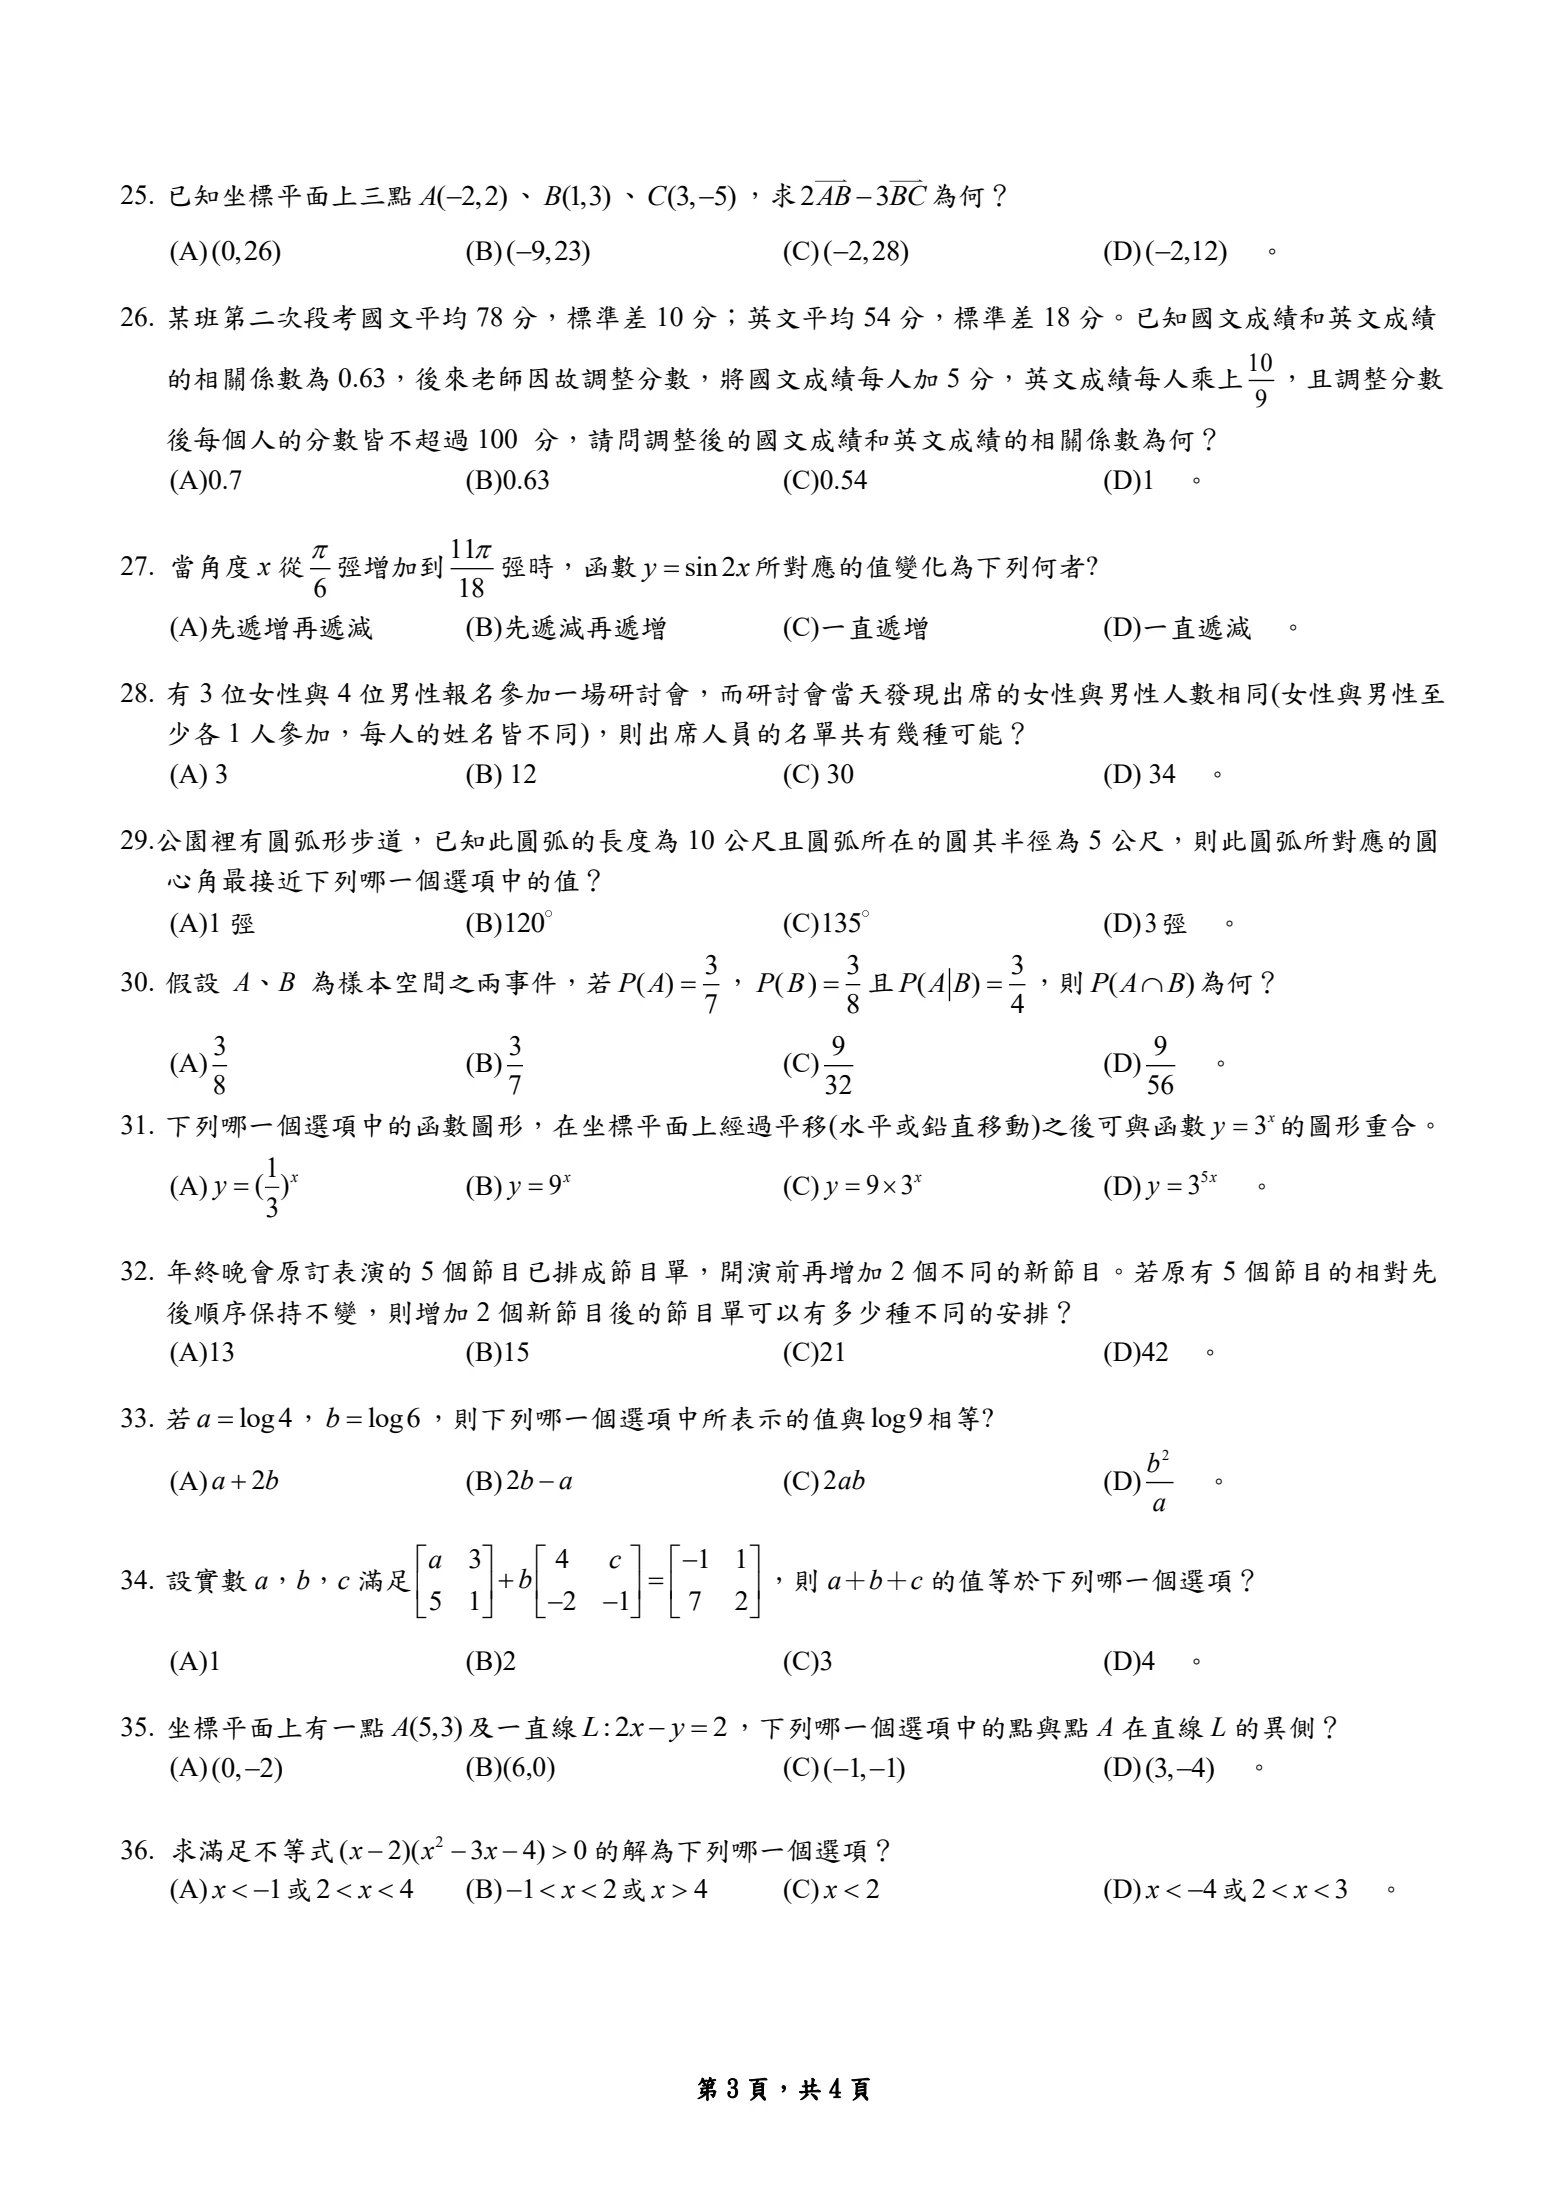 25. 已知坐標平面上三點 A(−2,2)、B(1,3)、C(3,−5)，求 2AB − 3BC 為何？
(A)(0,26) (B)(−9,23) (C)(−2,28) (D)(−2,12) 。
26. 某班第二次段考國文平均 78 分，標準差 10 分；英文平均 54 分，標準差 18 分。已知國文成績和英文成績
的相關係數為 0.63，後來老師因故調整分數，將國文成績每人加 5 分，英文成績每人乘上 10/9，且調整分數
後每個人的分數皆不超過 100 分，請問調整後的國文成績和英文成績的相關係數為何？
(A)0.7 (B)0.63 (C)0.54 (D)1 。
27. 當角度 x 從 π/6 弳增加到 11π/18 弳時，函數 y = sin 2x 所對應的值變化為下列何者?
(A)先遞增再遞減 (B)先遞減再遞增 (C)一直遞增 (D)一直遞減 。
28. 有 3 位女性與 4 位男性報名參加一場研討會，而研討會當天發現出席的女性與男性人數相同(女性與男性至
少各 1 人參加，每人的姓名皆不同)，則出席人員的名單共有幾種可能？
(A) 3 (B) 12 (C) 30 (D) 34 。
29.公園裡有圓弧形步道，已知此圓弧的長度為 10 公尺且圓弧所在的圓其半徑為 5 公尺，則此圓弧所對應的圓
心角最接近下列哪一個選項中的值？
(A)1 弳 (B)120° (C)135° (D)3 弳 。
30. 假設 A、B 為樣本空間之兩事件，若 P(A) = 3/7，P(B) = 3/8 且 P(A|B) = 3/4，則 P(A∩B) 為何？
(A) 3/8 (B) 3/7 (C) 9/32 (D) 9/56 。
31. 下列哪一個選項中的函數圖形，在坐標平面上經過平移(水平或鉛直移動)之後可與函數 y = 3ˣ 的圖形重合。
(A) y = (1/3)ˣ (B) y = 9ˣ (C) y = 9×3ˣ (D) y = 3⁵ˣ 。
32. 年終晚會原訂表演的 5 個節目已排成節目單，開演前再增加 2 個不同的新節目。若原有 5 個節目的相對先
後順序保持不變，則增加 2 個新節目後的節目單可以有多少種不同的安排？
(A)13 (B)15 (C)21 (D)42 。
33. 若 a = log 4，b = log 6，則下列哪一個選項中所表示的值與 log 9 相等?
(A) a + 2b (B) 2b − a (C) 2ab (D) b²/a 。
34. 設實數 a，b，c 滿足 [a 3; 5 1] + b[4 c; −2 −1] = [−1 1; 7 2]，則 a＋b＋c 的值等於下列哪一個選項？
(A)1 (B)2 (C)3 (D)4 。
35. 坐標平面上有一點 A(5,3) 及一直線 L: 2x − y = 2，下列哪一個選項中的點與點 A 在直線 L 的異側？
(A)(0,−2) (B)(6,0) (C)(−1,−1) (D)(3,−4) 。
36. 求滿足不等式 (x − 2)(x² − 3x − 4) > 0 的解為下列哪一個選項？
(A) x < −1 或 2 < x < 4 (B) −1 < x < 2 或 x > 4 (C) x < 2 (D) x < −4 或 2 < x < 3 。
第 3 頁，共 4 頁